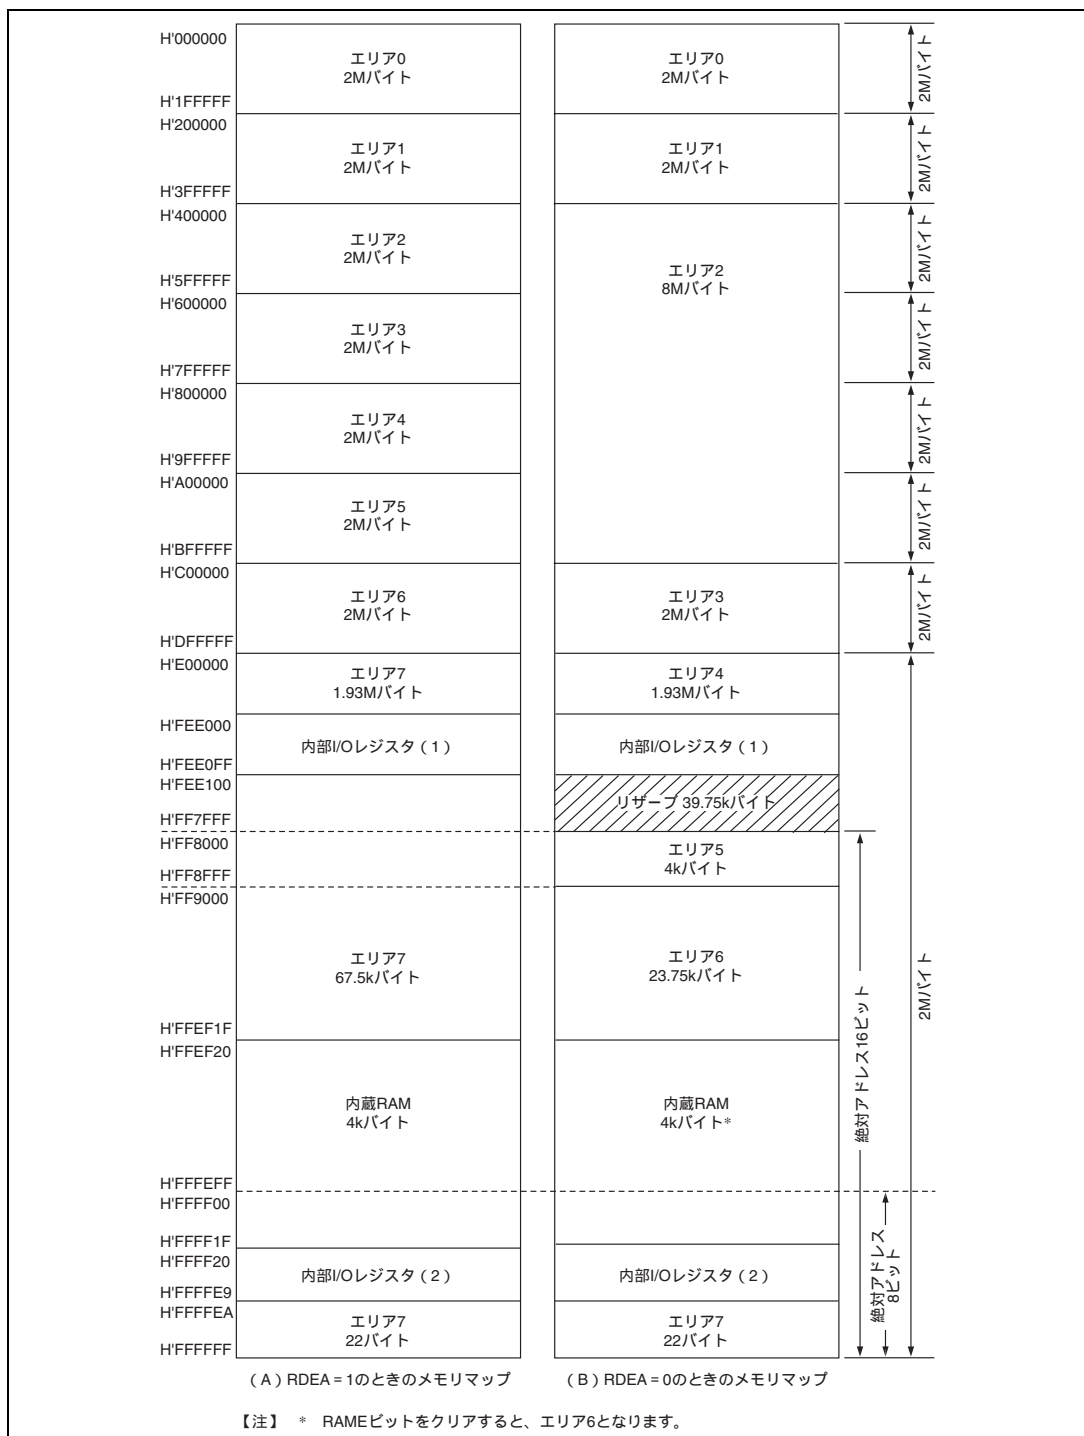 H'000000
エリア0
2Mバイト
エリア0
2Mバイト
2Mバイト
H'1FFFFF
H'200000
エリア1
2Mバイト
エリア1
2Mバイト
2Mバイト
H'3FFFFF
H'400000
エリア2
2Mバイト
エリア2
8Mバイト
2Mバイト
H'5FFFFF
H'600000
エリア3
2Mバイト
2Mバイト
H'7FFFFF
H'800000
エリア4
2Mバイト
2Mバイト
H'9FFFFF
H'A00000
エリア5
2Mバイト
2Mバイト
H'BFFFFF
H'C00000
エリア6
2Mバイト
エリア3
2Mバイト
2Mバイト
H'DFFFFF
H'E00000
エリア7
1.93Mバイト
エリア4
1.93Mバイト
H'FEE000
内部I/Oレジスタ（1）
内部I/Oレジスタ（1）
H'FEE0FF
H'FEE100
リザーブ 39.75kバイト
H'FF7FFF
H'FF8000
エリア5
4kバイト
H'FF8FFF
H'FF9000
エリア7
67.5kバイト
エリア6
23.75kバイト
絶対アドレス16ビット
2Mバイト
H'FFEF1F
H'FFEF20
内蔵RAM
4kバイト
内蔵RAM
4kバイト*
H'FFFEFF
H'FFFF00
H'FFFF1F
H'FFFF20
内部I/Oレジスタ（2）
内部I/Oレジスタ（2）
絶対アドレス
8ビット
H'FFFFE9
H'FFFFEA
エリア7
22バイト
エリア7
22バイト
H'FFFFFF
（A）RDEA = 1のときのメモリマップ
（B）RDEA = 0のときのメモリマップ
【注】 * RAMEビットをクリアすると、エリア6となります。